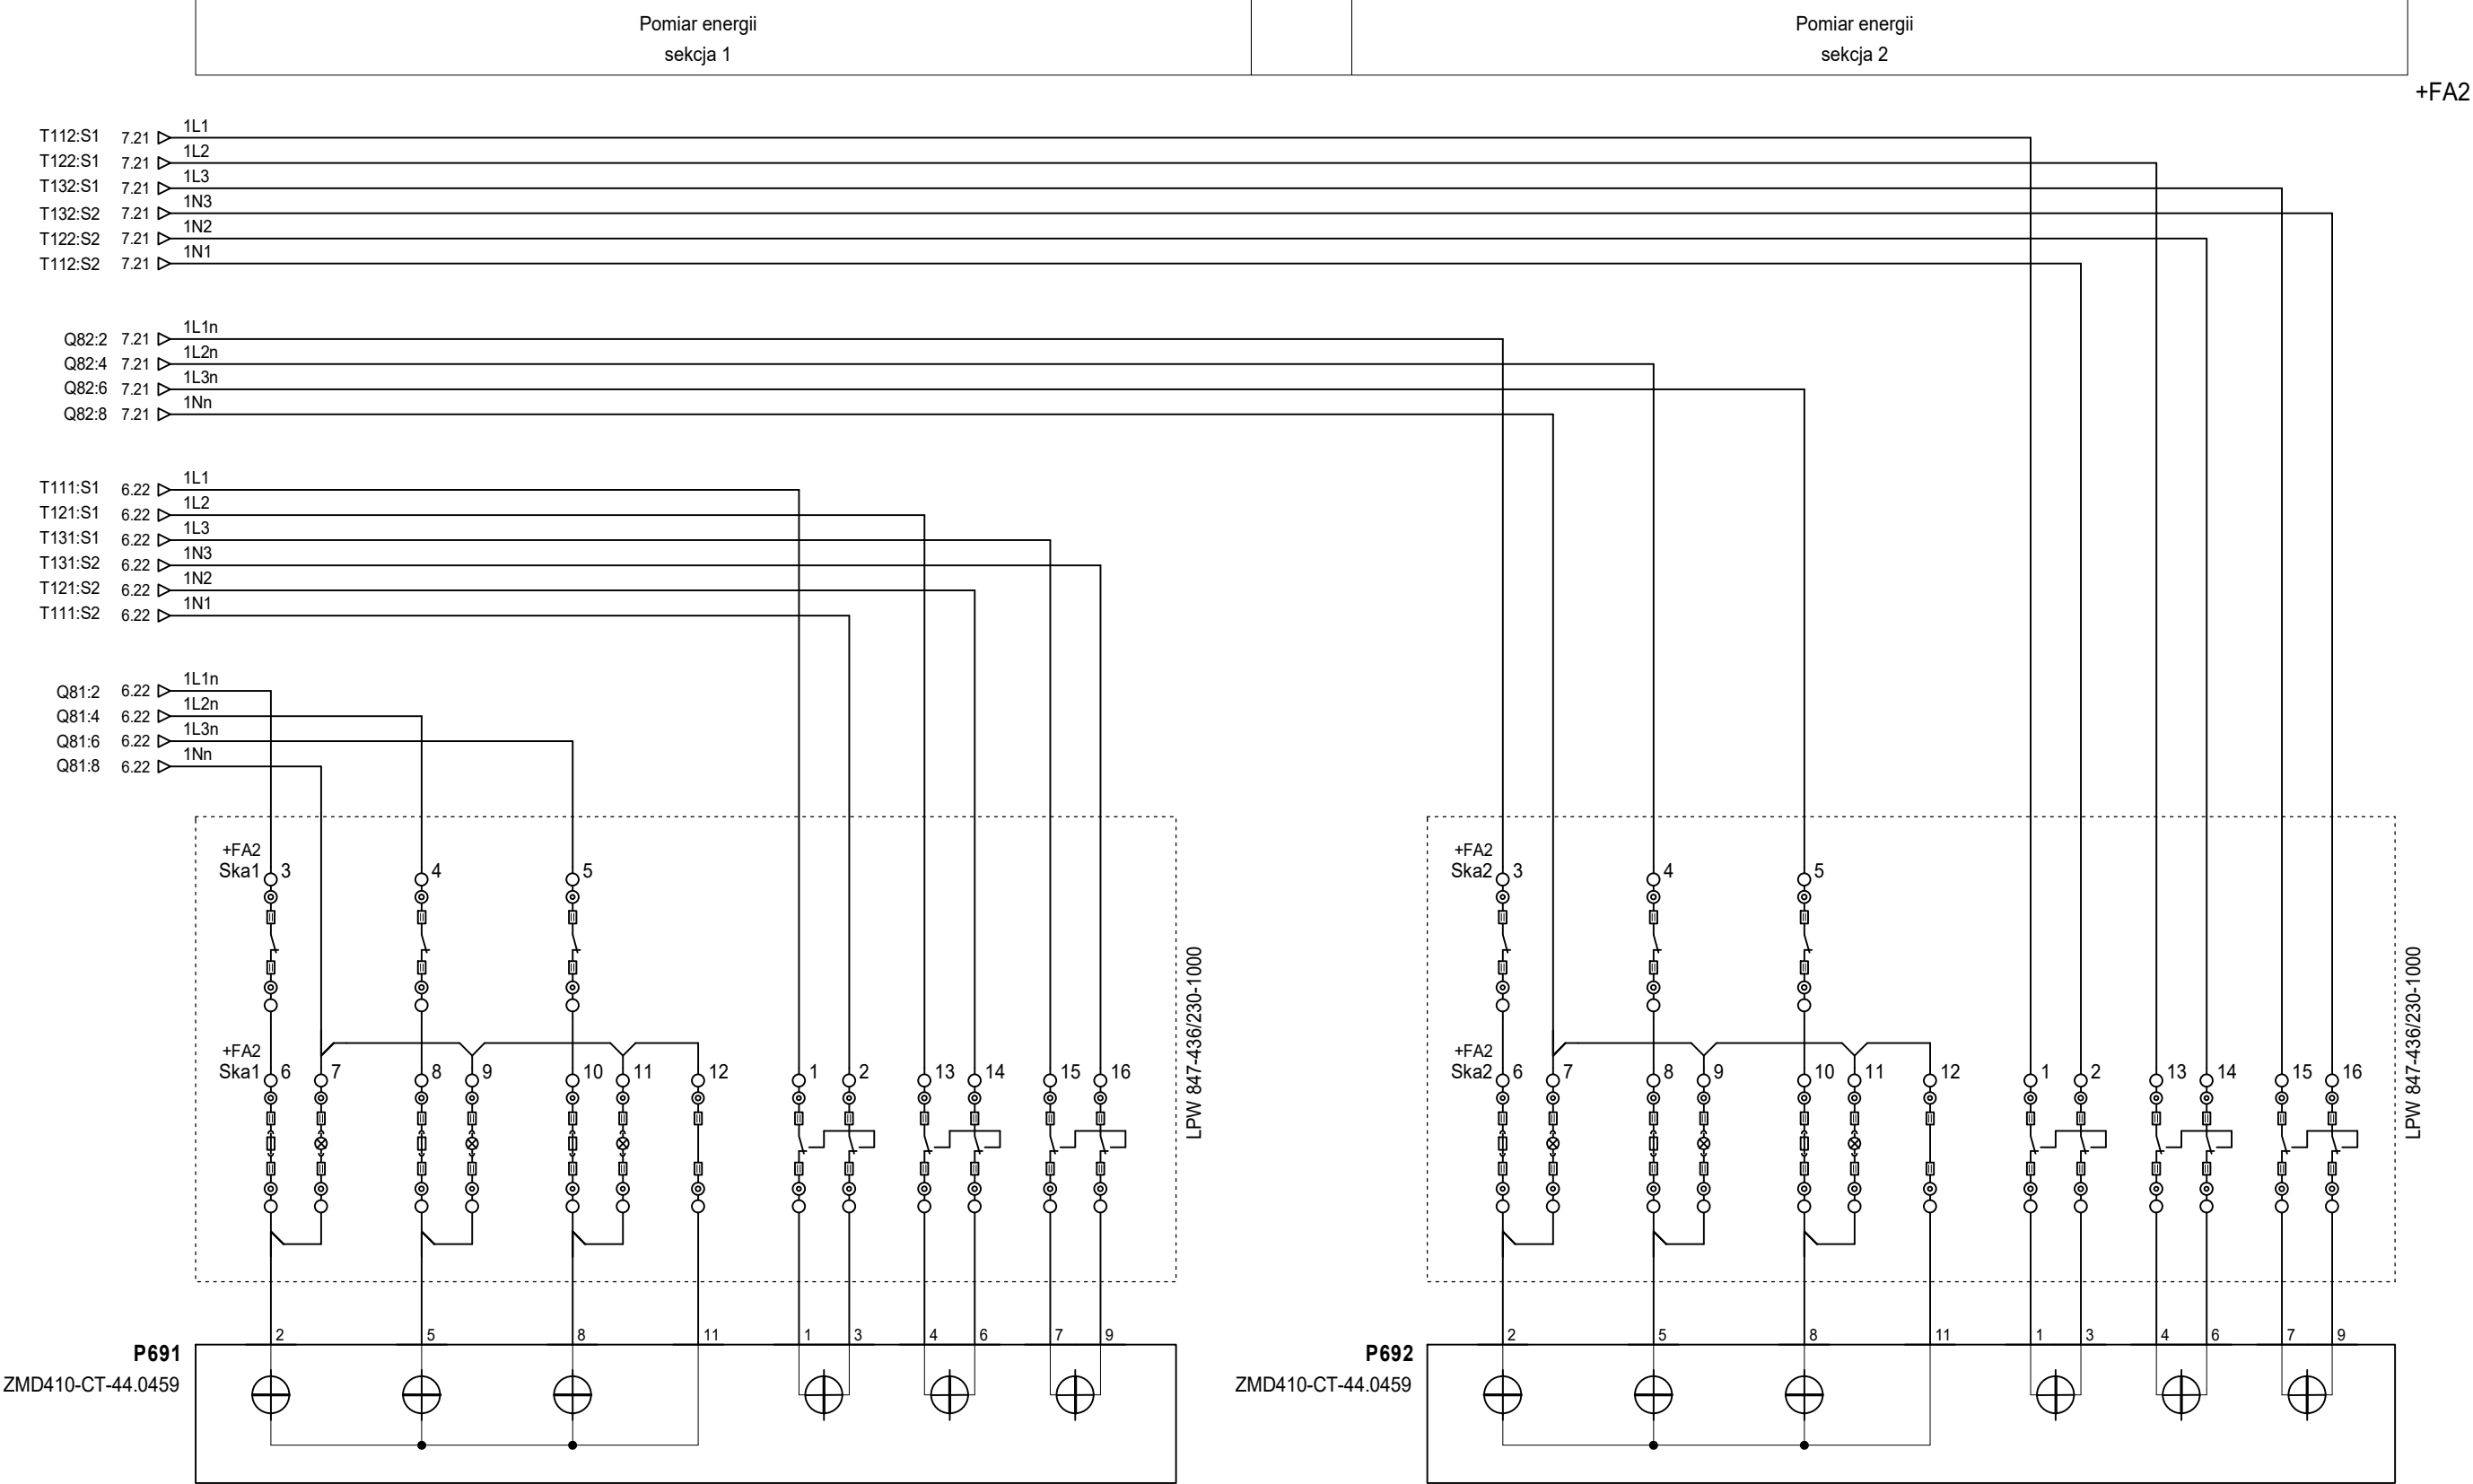 Pomiar energii
sekcja 1
Pomiar energii
sekcja 2
+FA2
T112:S1 7.21 1L1
T122:S1 7.21 1L2
T132:S1 7.21 1L3
T132:S2 7.21 1N3
T122:S2 7.21 1N2
T112:S2 7.21 1N1
Q82:2 7.21 1L1n
Q82:4 7.21 1L2n
Q82:6 7.21 1L3n
Q82:8 7.21 1Nn
T111:S1 6.22 1L1
T121:S1 6.22 1L2
T131:S1 6.22 1L3
T131:S2 6.22 1N3
T121:S2 6.22 1N2
T111:S2 6.22 1N1
Q81:2 6.22 1L1n
Q81:4 6.22 1L2n
Q81:6 6.22 1L3n
Q81:8 6.22 1Nn
+FA2
Ska1 3 4 5
+FA2
Ska1 6 7 8 9 10 11 12 1 2 13 14 15 16
LPW 847-436/230-1000
2 5 8 11 1 3 4 6 7 9
P691
ZMD410-CT-44.0459
+FA2
Ska2 3 4 5
+FA2
Ska2 6 7 8 9 10 11 12 1 2 13 14 15 16
LPW 847-436/230-1000
2 5 8 11 1 3 4 6 7 9
P692
ZMD410-CT-44.0459